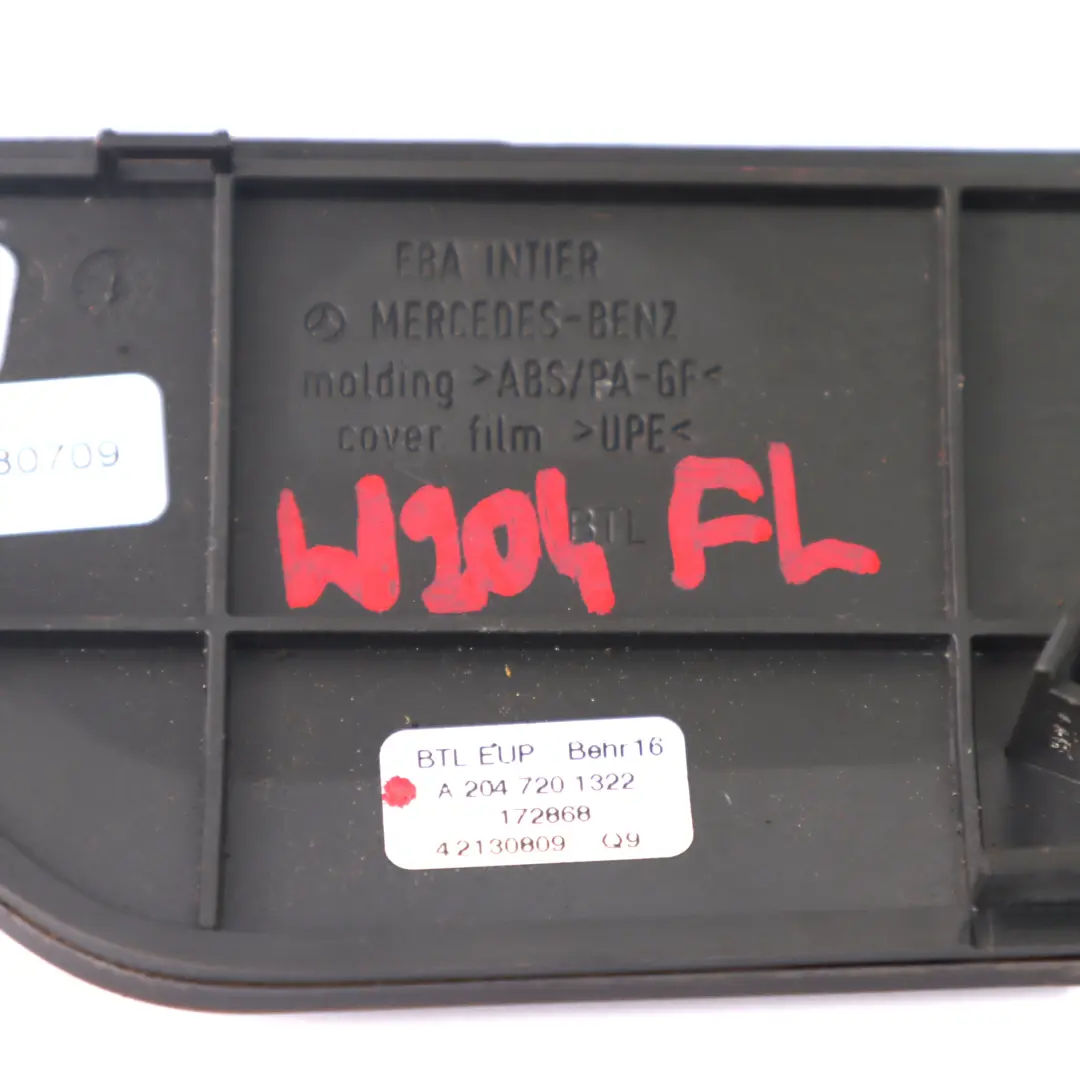 EBA INTIER
MERCEDES-BENZ
molding >ABS/PA-GF<
cover film >UPE<
30709
W204 FL
BTL
BTL EUP Behr16
A 204 720 1322
172868
42130809 Q9